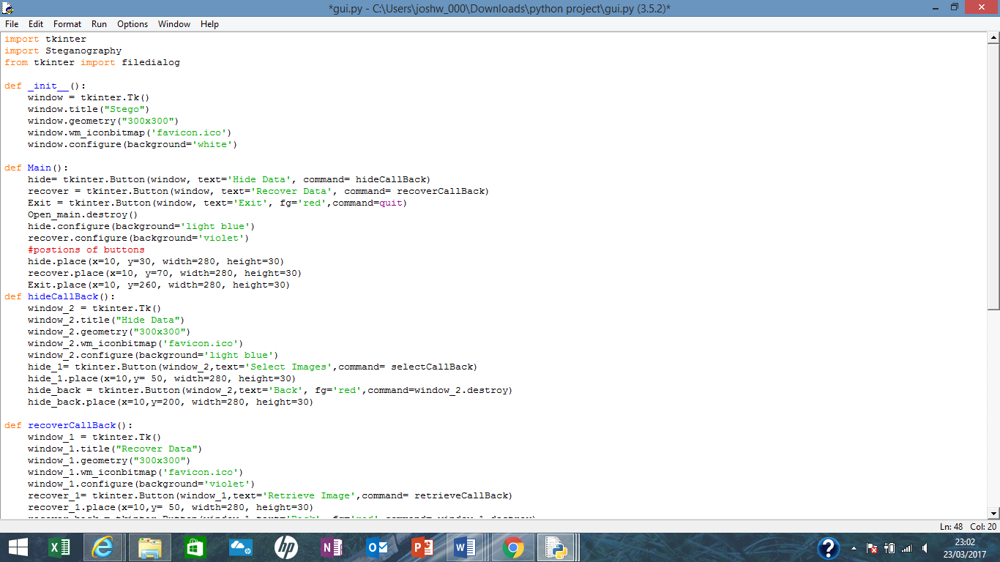 *gui.py - C:\Users\joshw_000\Downloads\python project\gui.py (3.5.2)*
File Edit Format Run Options Window Help
import tkinter
import Steganography
from tkinter import filedialog
def _init__():
    window = tkinter.Tk()
    window.title("Stego")
    window.geometry("300x300")
    window.wm_iconbitmap('favicon.ico')
    window.configure(background='white')
def Main():
    hide= tkinter.Button(window, text='Hide Data', command= hideCallBack)
    recover = tkinter.Button(window, text='Recover Data', command= recoverCallBack)
    Exit = tkinter.Button(window, text='Exit', fg='red',command=quit)
    Open_main.destroy()
    hide.configure(background='light blue')
    recover.configure(background='violet')
    #postions of buttons
    hide.place(x=10, y=30, width=280, height=30)
    recover.place(x=10, y=70, width=280, height=30)
    Exit.place(x=10, y=260, width=280, height=30)
def hideCallBack():
    window_2 = tkinter.Tk()
    window_2.title("Hide Data")
    window_2.geometry("300x300")
    window_2.wm_iconbitmap('favicon.ico')
    window_2.configure(background='light blue')
    hide_1= tkinter.Button(window_2,text='Select Images',command= selectCallBack)
    hide_1.place(x=10,y= 50, width=280, height=30)
    hide_back = tkinter.Button(window_2,text='Back', fg='red',command=window_2.destroy)
    hide_back.place(x=10,y=200, width=280, height=30)
def recoverCallBack():
    window_1 = tkinter.Tk()
    window_1.title("Recover Data")
    window_1.geometry("300x300")
    window_1.wm_iconbitmap('favicon.ico')
    window_1.configure(background='violet')
    recover_1= tkinter.Button(window_1,text='Retrieve Image',command= retrieveCallBack)
    recover_1.place(x=10,y= 50, width=280, height=30)
    recover_back = tkinter.Button(window_1,text='Back', fg='red',command= window_1.destroy)
Ln: 48 Col: 20
23:02
23/03/2017